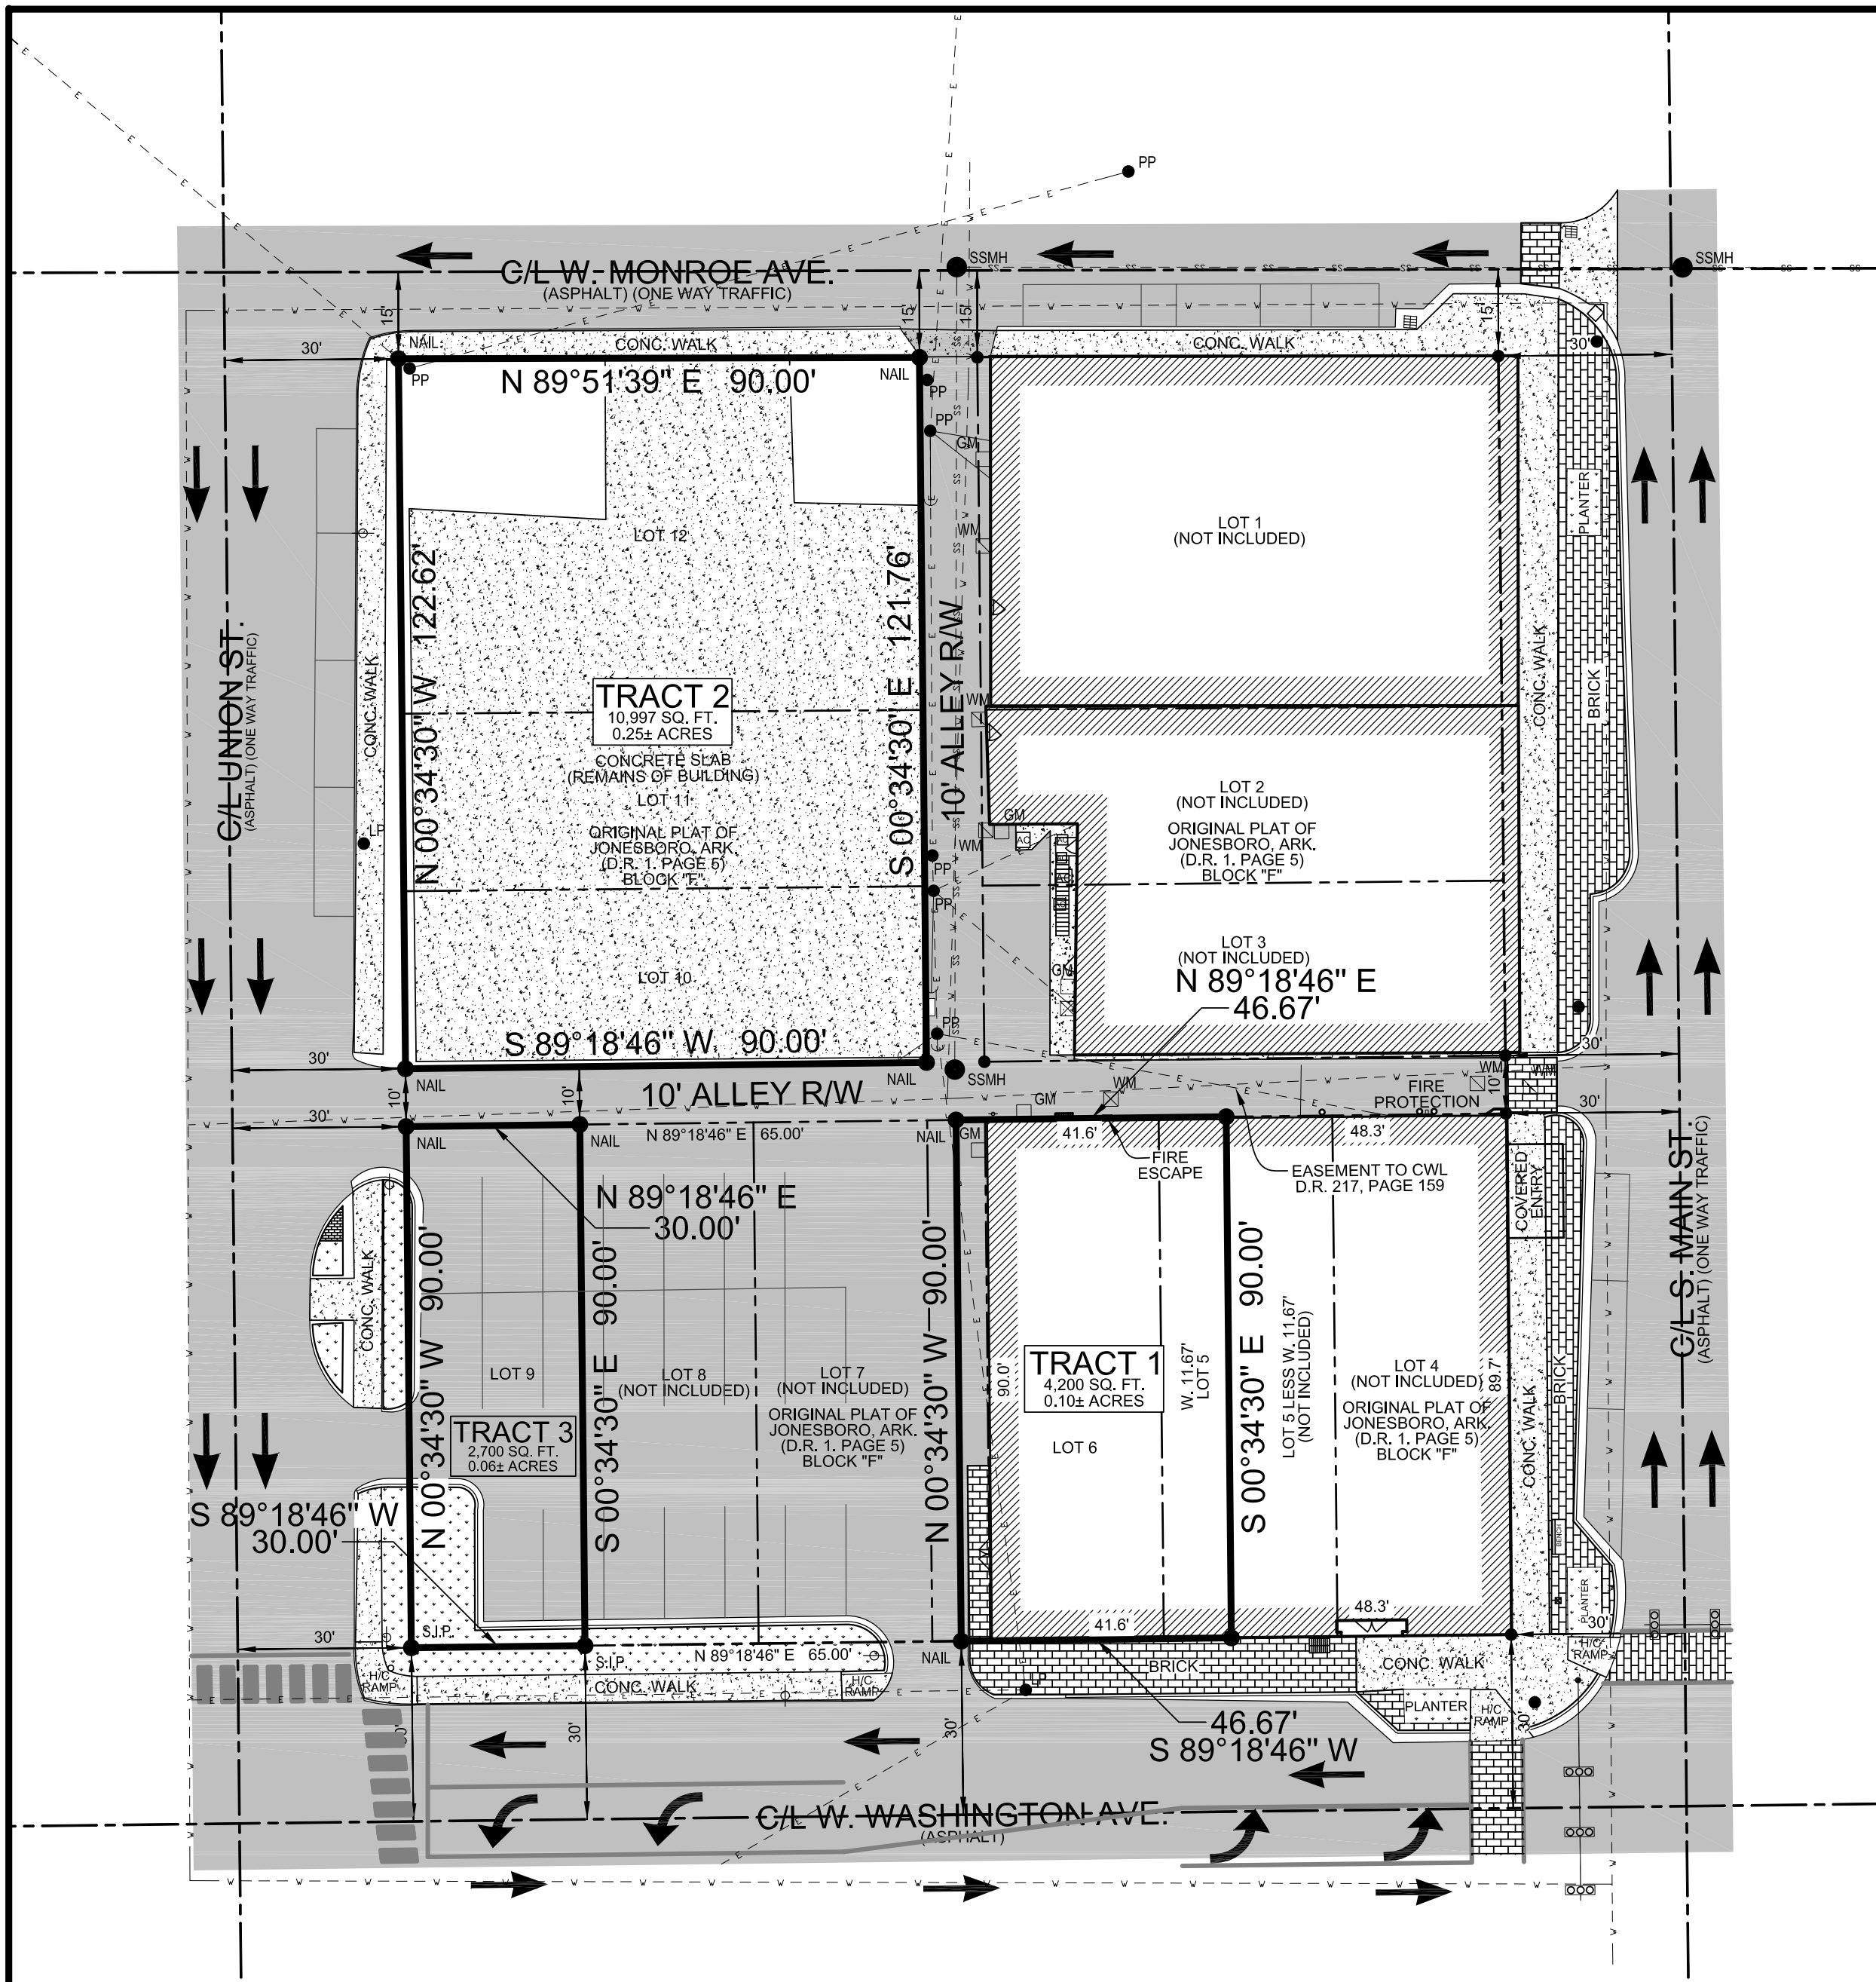 PP
SSMH
SSMH
C/L W. MONROE AVE.
(ASPHALT) (ONE WAY TRAFFIC)
15'
15'
15'
15'
30'
NAIL
CONC. WALK
CONC. WALK
30'
PP
N 89°51'39" E 90.00'
NAIL
PP
PP
GM
PLANTER
LOT 1
(NOT INCLUDED)
WM
LOT 12
N 00°34'30" W 122.62'
S 00°34'30" E 121.76'
10' ALLEY R/W
C/L UNION ST.
(ASPHALT) (ONE WAY TRAFFIC)
CONC. WALK
CONC. WALK
BRICK
TRACT 2
10,997 SQ. FT.
0.25± ACRES
WM
CONCRETE SLAB
(REMAINS OF BUILDING)
LOT 11
ORIGINAL PLAT OF
JONESBORO, ARK.
(D.R. 1. PAGE 5)
BLOCK "F"
LOT 2
(NOT INCLUDED)
ORIGINAL PLAT OF
JONESBORO, ARK.
(D.R. 1. PAGE 5)
BLOCK "F"
LP
GM
WM
AC
AC
PP
PP
LOT 3
(NOT INCLUDED)
N 89°18'46" E
46.67'
GM
LOT 10
PP
S 89°18'46" W 90.00'
30'
30'
NAIL
NAIL
SSMH
10'
10'
10' ALLEY R/W
WM
GM
WM
WM
10'
FIRE
PROTECTION
30'
30'
NAIL
NAIL
N 89°18'46" E 65.00'
NAIL
GM
41.6'
48.3'
FIRE
ESCAPE
EASEMENT TO CWL
D.R. 217, PAGE 159
COVERED
ENTRY
C/L S. MAIN ST.
(ASPHALT) (ONE WAY TRAFFIC)
N 89°18'46" E
30.00'
CONC. WALK
N 00°34'30" W 90.00'
S 00°34'30" E 90.00'
N 00°34'30" W 90.00'
S 00°34'30" E 90.00'
LOT 9
LOT 8
(NOT INCLUDED)
LOT 7
(NOT INCLUDED)
ORIGINAL PLAT OF
JONESBORO, ARK.
(D.R. 1. PAGE 5)
BLOCK "F"
90.0'
TRACT 1
4,200 SQ. FT.
0.10± ACRES
LOT 6
W. 11.67'
LOT 5
LOT 5 LESS W. 11.67'
(NOT INCLUDED)
LOT 4
(NOT INCLUDED)
ORIGINAL PLAT OF
JONESBORO, ARK.
(D.R. 1. PAGE 5)
BLOCK "F"
89.7'
BRICK
CONC. WALK
TRACT 3
2,700 SQ. FT.
0.06± ACRES
S 89°18'46" W
30.00'
BENCH
PLANTER
30'
S.I.P.
S.I.P.
N 89°18'46" E 65.00'
NAIL
41.6'
48.3'
30'
H/C
RAMP
H/C
RAMP
CONC. WALK
H/C
RAMP
BRICK
CONC. WALK
LP
PLANTER
H/C
RAMP
46.67'
S 89°18'46" W
30'
30'
30'
30'
C/L W. WASHINGTON AVE.
(ASPHALT)